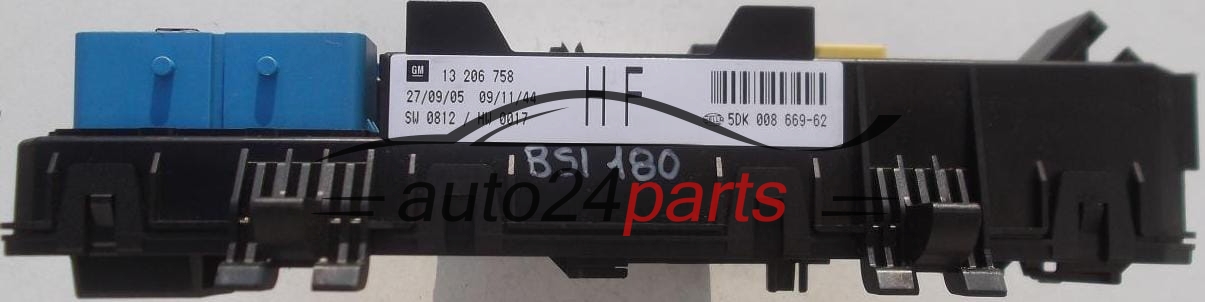 GM 13 206 758
27/09/05 09/11/44
SW 0812 / HW 0017
HF
5DK 008 669-62
BSI 180
auto24parts